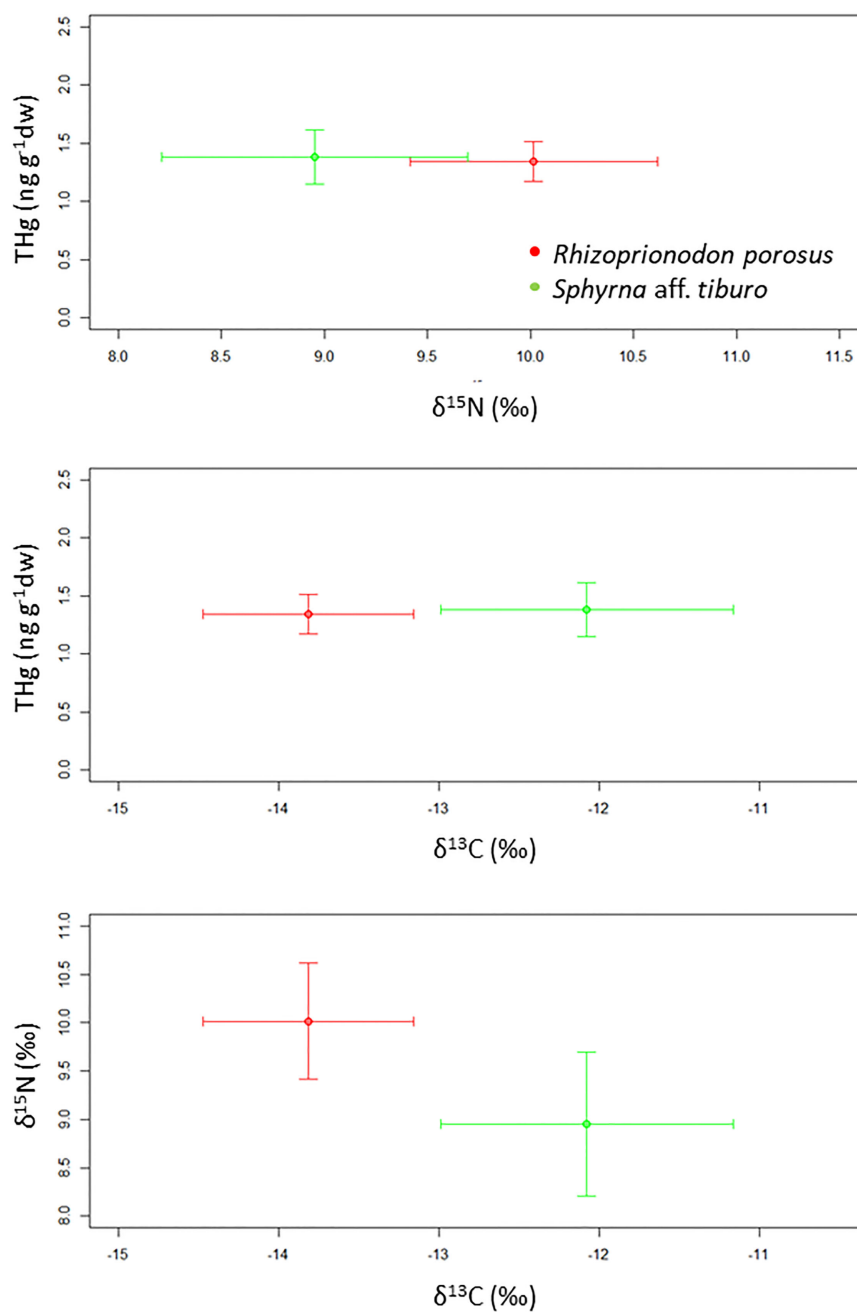 THg (ng g⁻¹dw)
2.5
2.0
1.5
1.0
0.5
0.0
Rhizoprionodon porosus
Sphyrna aff. tiburo
8.0 8.5 9.0 9.5 10.0 10.5 11.0 11.5
δ¹⁵N (‰)
THg (ng g⁻¹dw)
2.5
2.0
1.5
1.0
0.5
0.0
-15 -14 -13 -12 -11
δ¹³C (‰)
δ¹⁵N (‰)
11.0
10.5
10.0
9.5
9.0
8.5
8.0
-15 -14 -13 -12 -11
δ¹³C (‰)